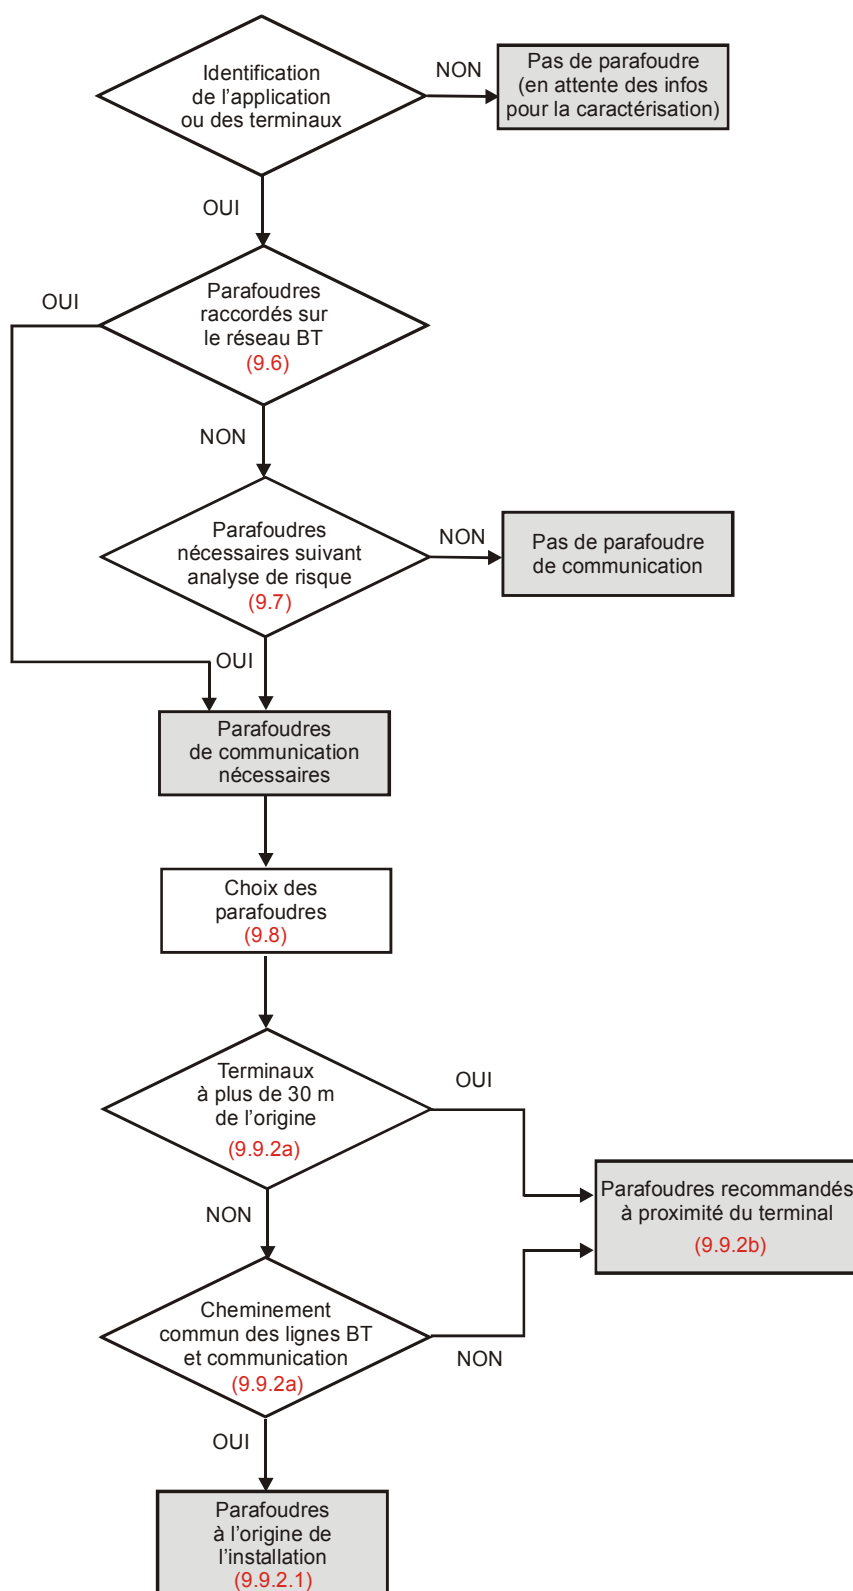 Identification
de l'application
ou des terminaux
NON
Pas de parafoudre
(en attente des infos
pour la caractérisation)
OUI
OUI
Parafoudres
raccordés sur
le réseau BT
(9.6)
NON
Parafoudres
nécessaires suivant
analyse de risque
(9.7)
NON
Pas de parafoudre
de communication
OUI
Parafoudres
de communication
nécessaires
Choix des
parafoudres
(9.8)
Terminaux
à plus de 30 m
de l'origine
(9.9.2a)
OUI
Parafoudres recommandés
à proximité du terminal
(9.9.2b)
NON
Cheminement
commun des lignes BT
et communication
(9.9.2a)
NON
OUI
Parafoudres
à l'origine de
l'installation
(9.9.2.1)